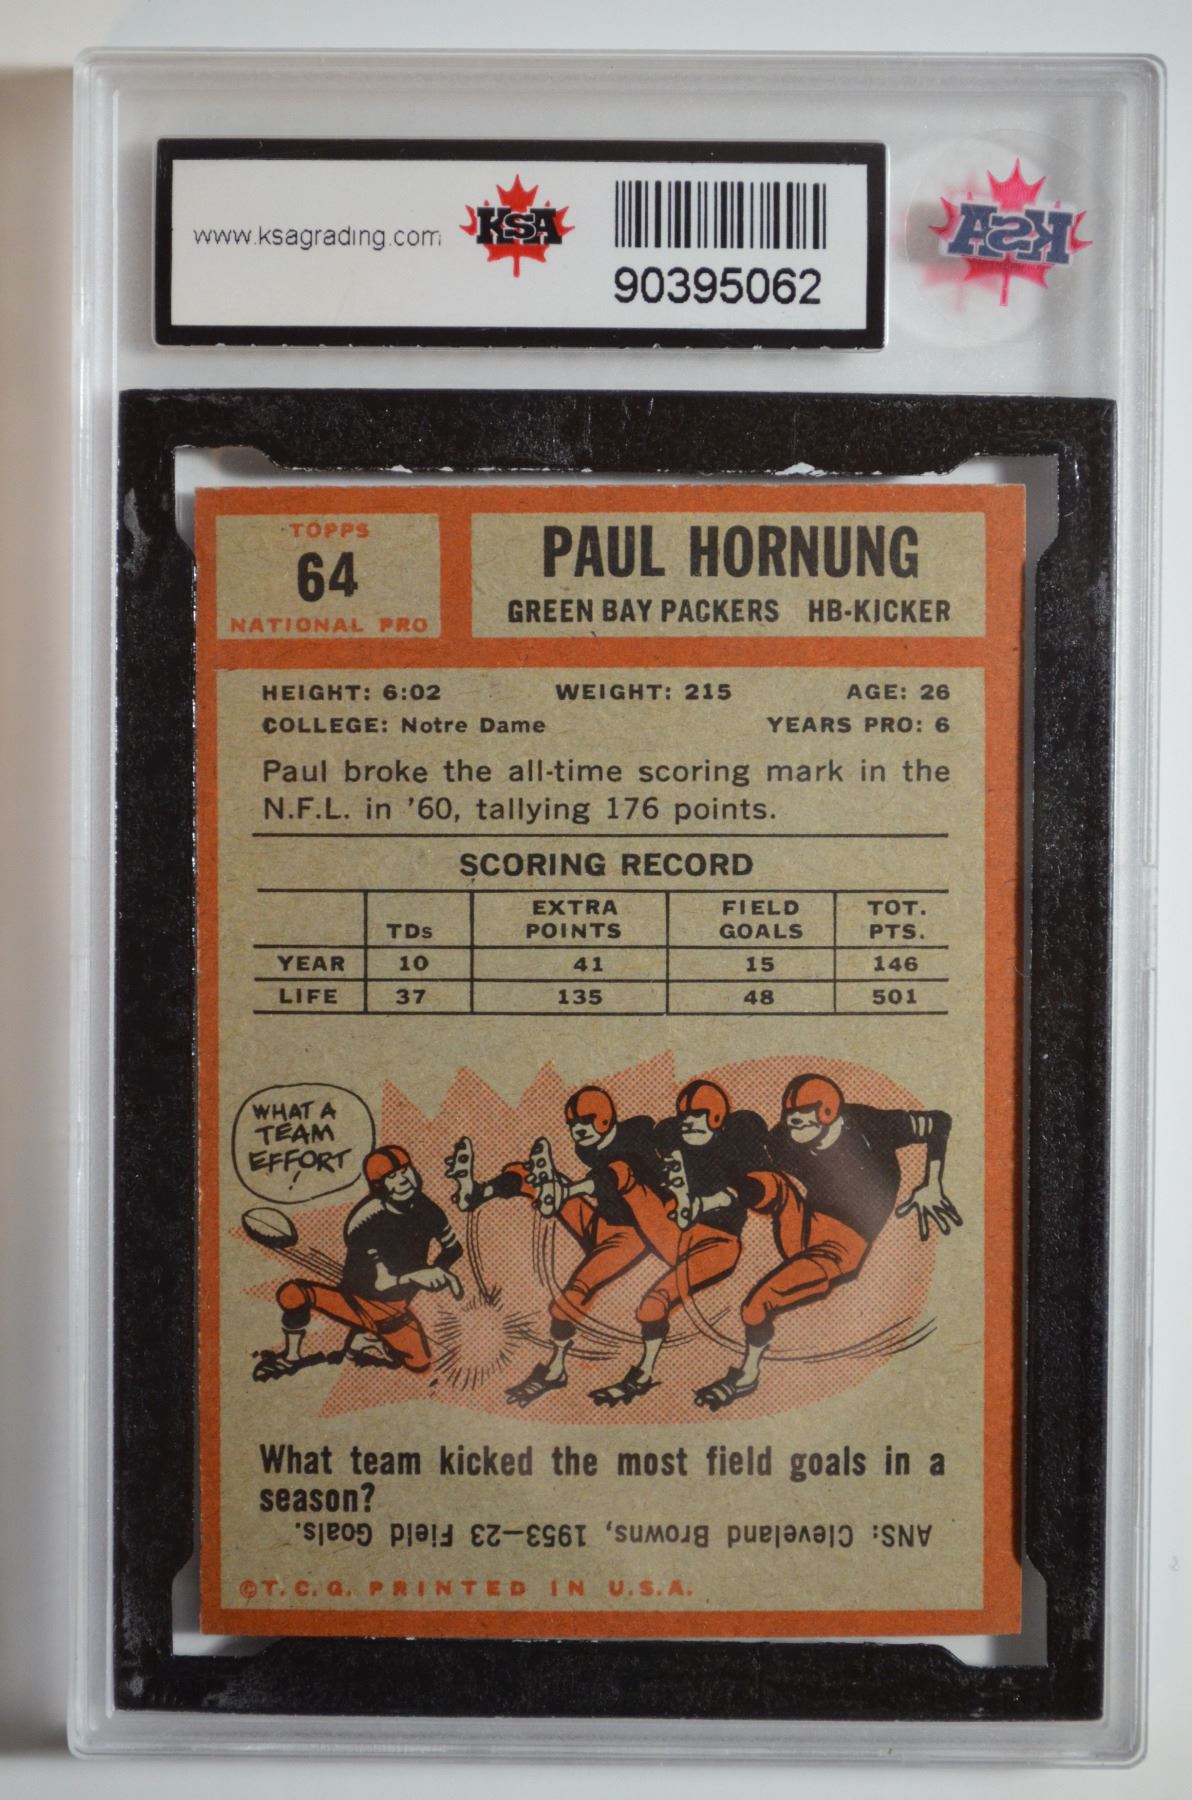 www.ksagrading.com
KSA
90395062
KSA
TOPPS
64
NATIONAL PRO
PAUL HORNUNG
GREEN BAY PACKERS HB-KICKER
HEIGHT: 6:02 WEIGHT: 215 AGE: 26
COLLEGE: Notre Dame YEARS PRO: 6
Paul broke the all-time scoring mark in the
N.F.L. in '60, tallying 176 points.
SCORING RECORD
TDs EXTRA POINTS FIELD GOALS TOT. PTS.
YEAR 10 41 15 146
LIFE 37 135 48 501
WHAT A
TEAM
EFFORT
!
What team kicked the most field goals in a
season?
ANS: Cleveland Browns, 1953—23 Field Goals.
©T.C.G. PRINTED IN U.S.A.